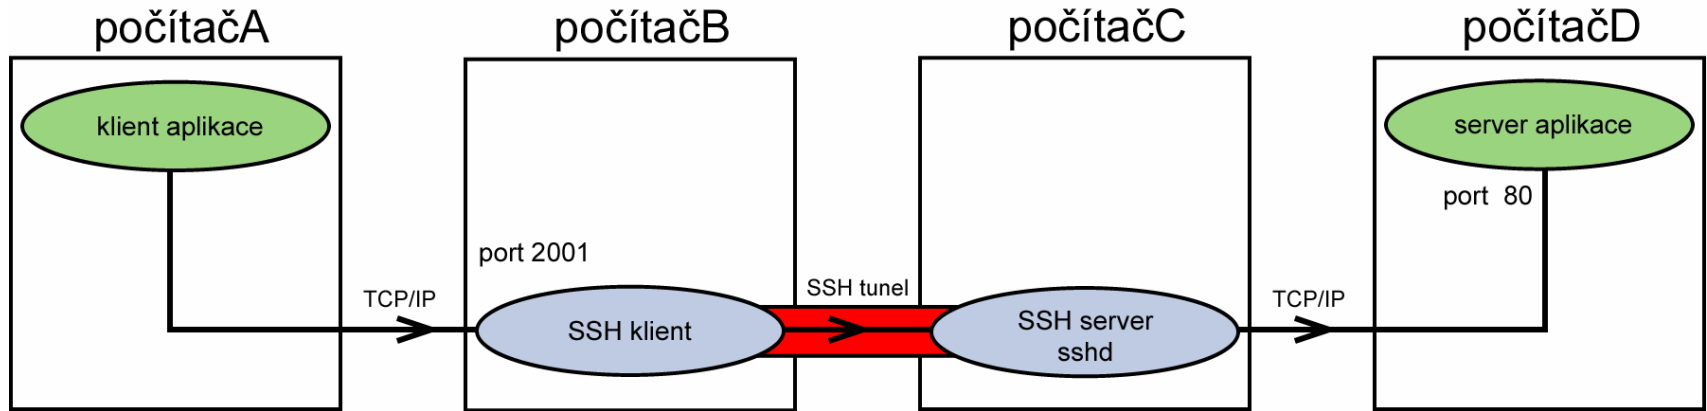 počítačA
počítačB
počítačC
počítačD
klient aplikace
server aplikace
port 80
port 2001
TCP/IP
SSH tunel
TCP/IP
SSH klient
SSH server
sshd